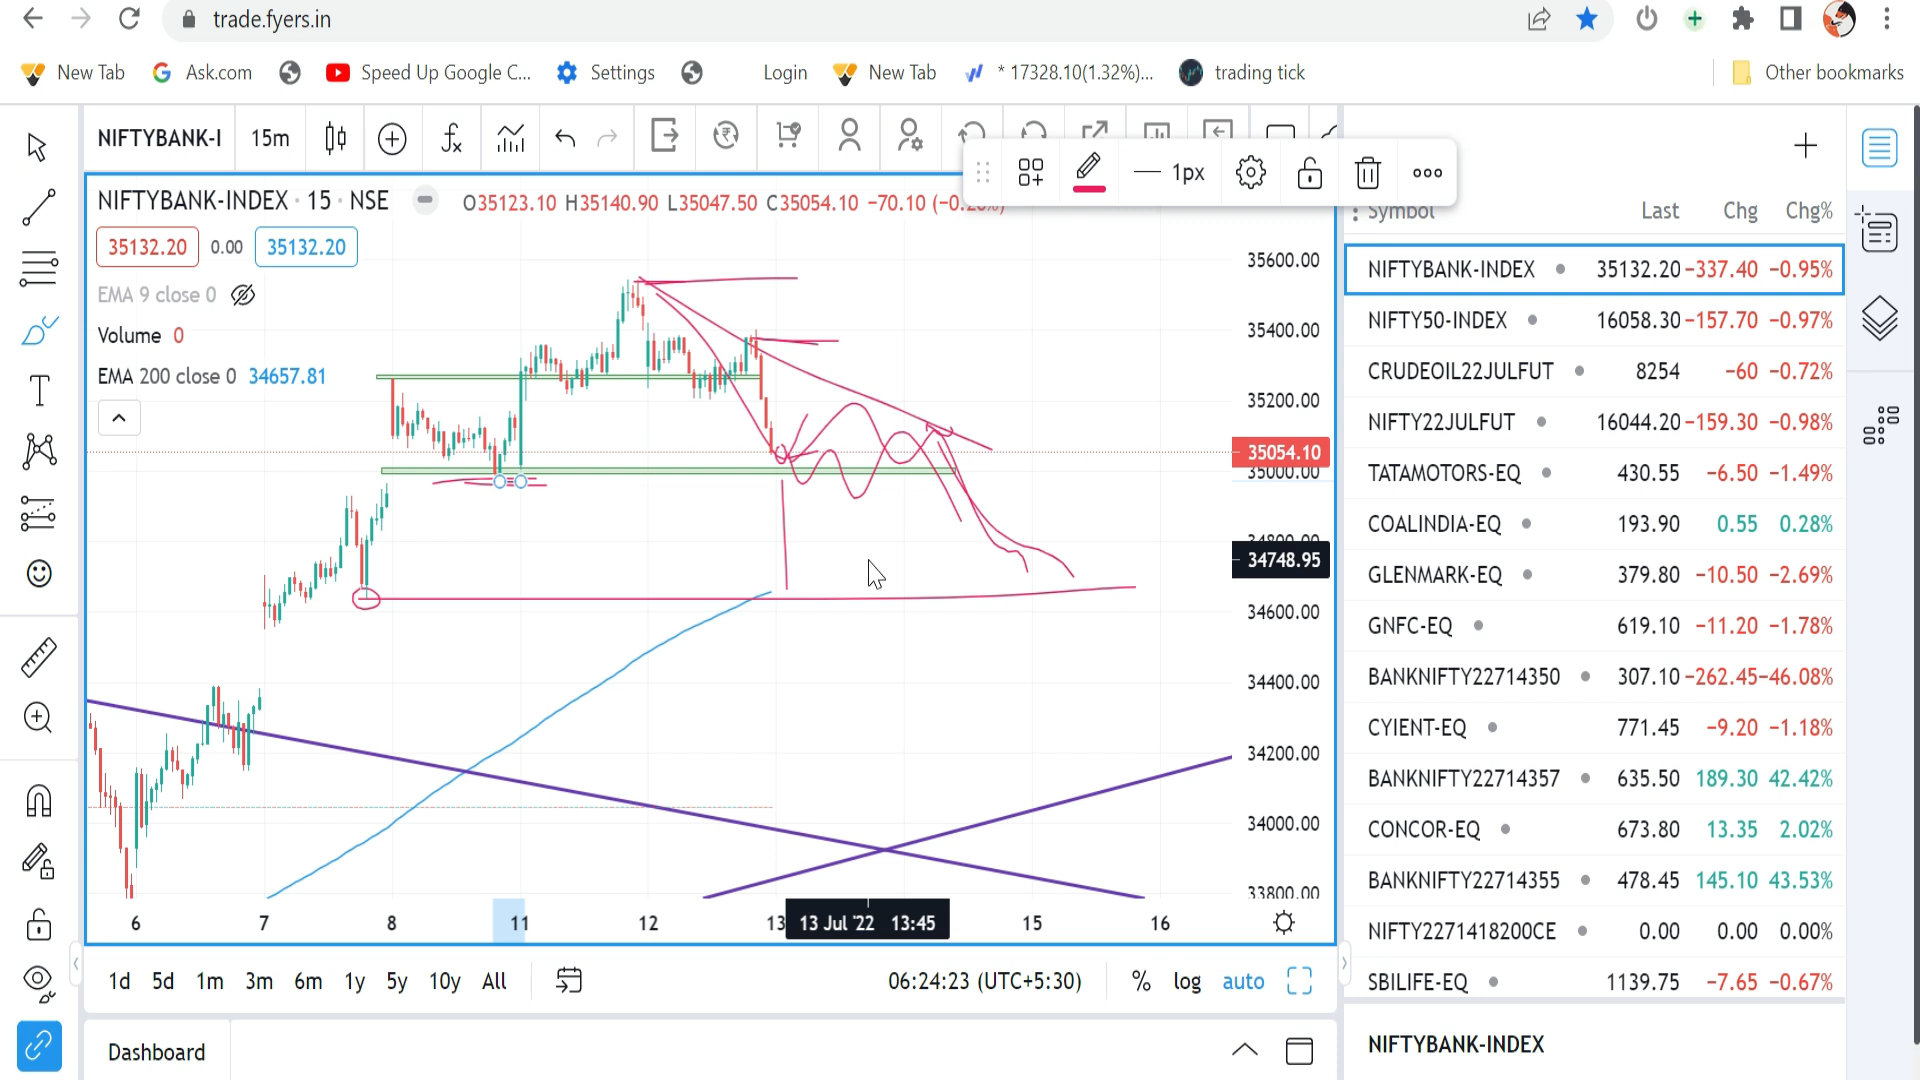 trade.fyers.in
New Tab Ask.com Speed Up Google C... Settings Login New Tab * 17328.10(1.32%)... trading tick Other bookmarks
NIFTYBANK-I 15m
1px
NIFTYBANK-INDEX · 15 · NSE O35123.10 H35140.90 L35047.50 C35054.10 -70.10
35132.20 0.00 35132.20
EMA 9 close 0
Volume 0
EMA 200 close 0 34657.81
35600.00
35400.00
35200.00
35054.10
35000.00
34800.00
34748.95
34600.00
34400.00
34200.00
34000.00
33800.00
6 7 8 11 12 13 13 Jul '22 13:45 15 16
1d 5d 1m 3m 6m 1y 5y 10y All 06:24:23 (UTC+5:30) % log auto
Dashboard
Symbol Last Chg Chg%
NIFTYBANK-INDEX 35132.20 -337.40 -0.95%
NIFTY50-INDEX 16058.30 -157.70 -0.97%
CRUDEOIL22JULFUT 8254 -60 -0.72%
NIFTY22JULFUT 16044.20 -159.30 -0.98%
TATAMOTORS-EQ 430.55 -6.50 -1.49%
COALINDIA-EQ 193.90 0.55 0.28%
GLENMARK-EQ 379.80 -10.50 -2.69%
GNFC-EQ 619.10 -11.20 -1.78%
BANKNIFTY22714350 307.10 -262.45 -46.08%
CYIENT-EQ 771.45 -9.20 -1.18%
BANKNIFTY22714357 635.50 189.30 42.42%
CONCOR-EQ 673.80 13.35 2.02%
BANKNIFTY22714355 478.45 145.10 43.53%
NIFTY2271418200CE 0.00 0.00 0.00%
SBILIFE-EQ 1139.75 -7.65 -0.67%
NIFTYBANK-INDEX